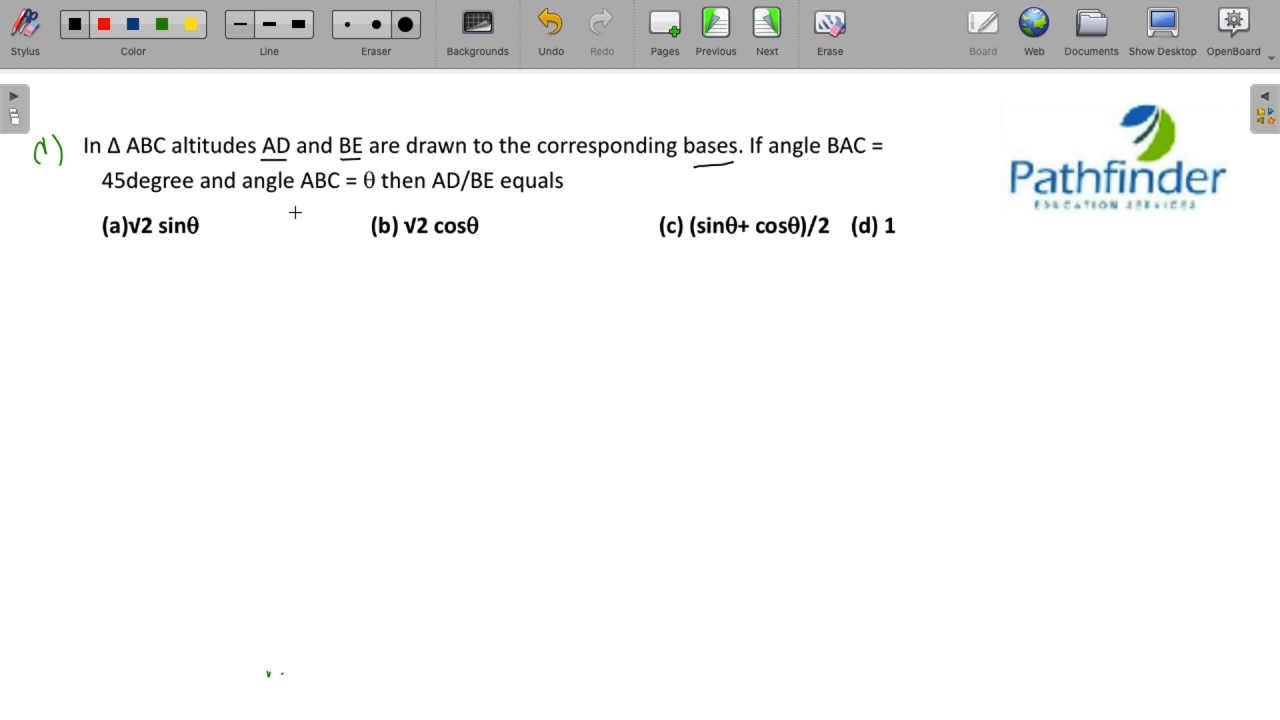 Stylus
Color
Line
Eraser
Backgrounds
Undo
Redo
Pages
Previous
Next
Erase
Board
Web
Documents
Show Desktop
OpenBoard
d) In Δ ABC altitudes AD and BE are drawn to the corresponding bases. If angle BAC =
45degree and angle ABC = θ then AD/BE equals
(a)√2 sinθ (b) √2 cosθ (c) (sinθ+ cosθ)/2 (d) 1
Pathfinder
EDUCATION SERVICES